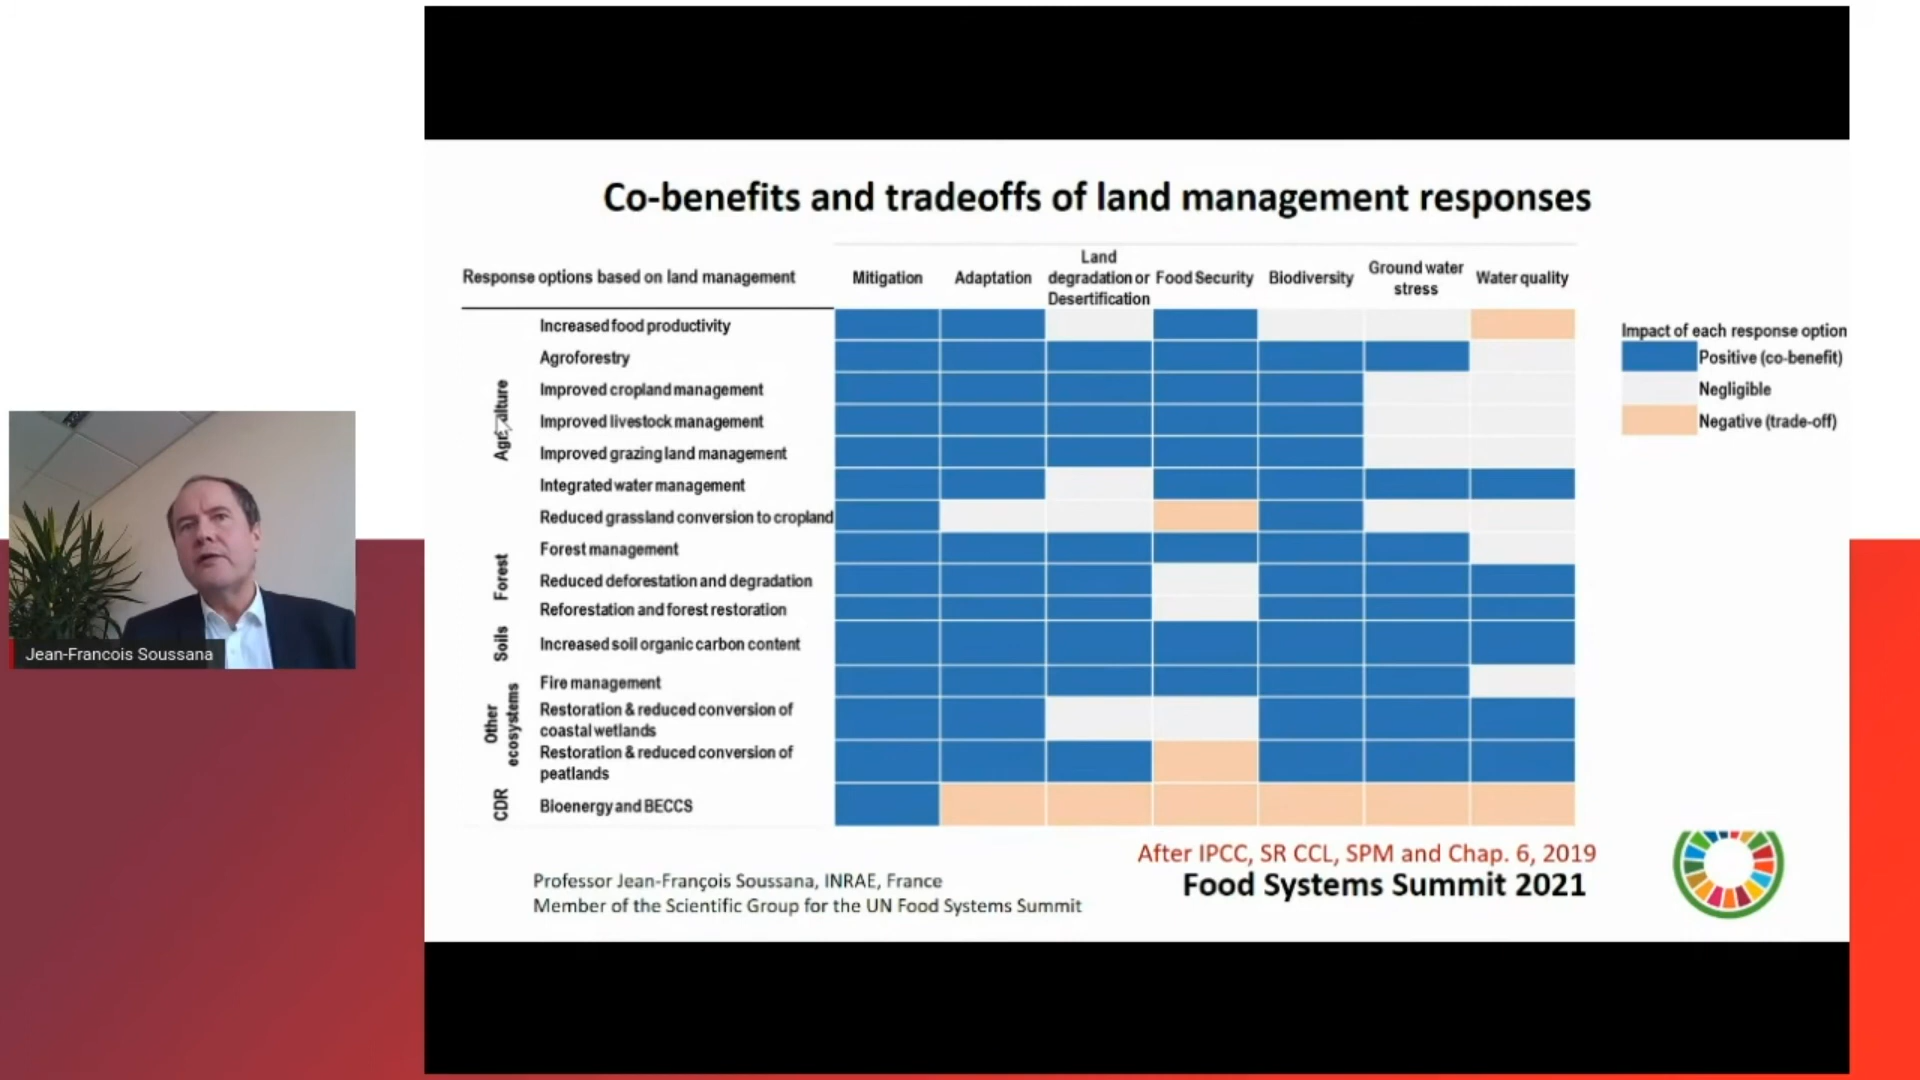 Co-benefits and tradeoffs of land management responses
Response options based on land management
Mitigation
Adaptation
Land
degradation or
Desertification
Food Security
Biodiversity
Ground water
stress
Water quality
Agriculture
Increased food productivity
Agroforestry
Improved cropland management
Improved livestock management
Improved grazing land management
Integrated water management
Reduced grassland conversion to cropland
Forest
Forest management
Reduced deforestation and degradation
Reforestation and forest restoration
Soils
Increased soil organic carbon content
Other
ecosystems
Fire management
Restoration & reduced conversion of
coastal wetlands
Restoration & reduced conversion of
peatlands
CDR
Bioenergy and BECCS
Impact of each response option
Positive (co-benefit)
Negligible
Negative (trade-off)
Jean-Francois Soussana
After IPCC, SR CCL, SPM and Chap. 6, 2019
Food Systems Summit 2021
Professor Jean-François Soussana, INRAE, France
Member of the Scientific Group for the UN Food Systems Summit